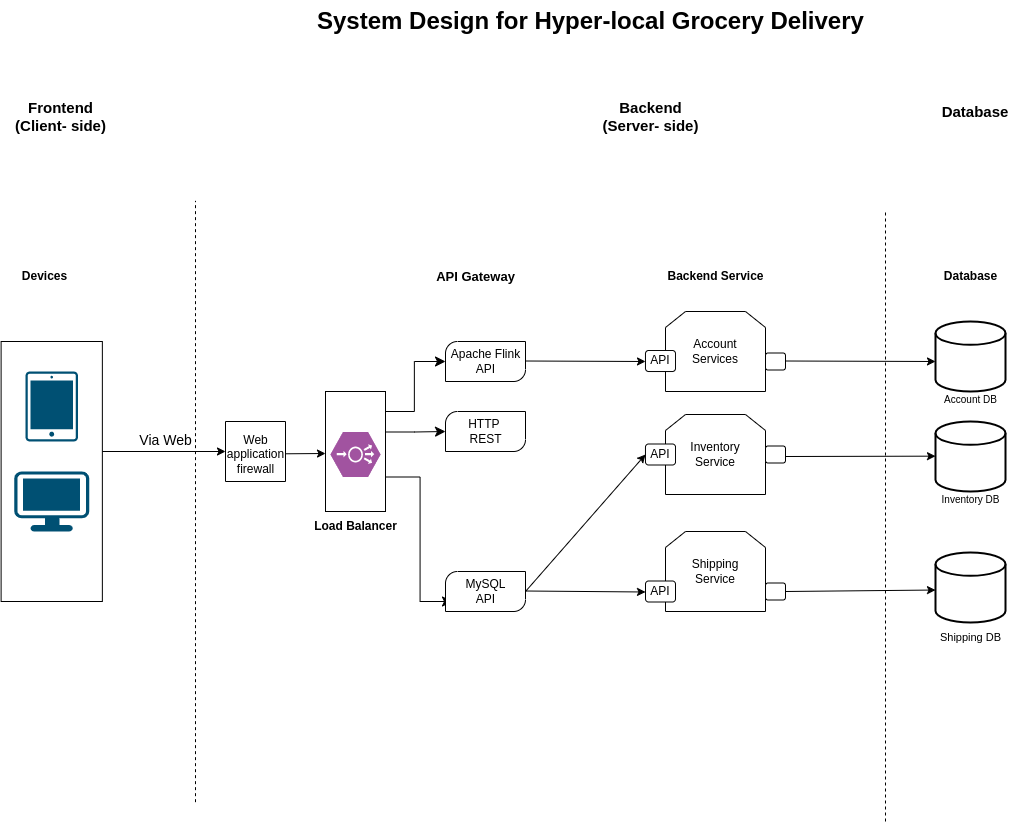 System Design for Hyper-local Grocery Delivery
Frontend
(Client- side)
Backend
(Server- side)
Database
Devices
API Gateway
Backend Service
Database
Via Web
Web
application
firewall
Load Balancer
Apache Flink
API
HTTP
REST
MySQL
API
API
Account
Services
API
Inventory
Service
API
Shipping
Service
Account DB
Inventory DB
Shipping DB